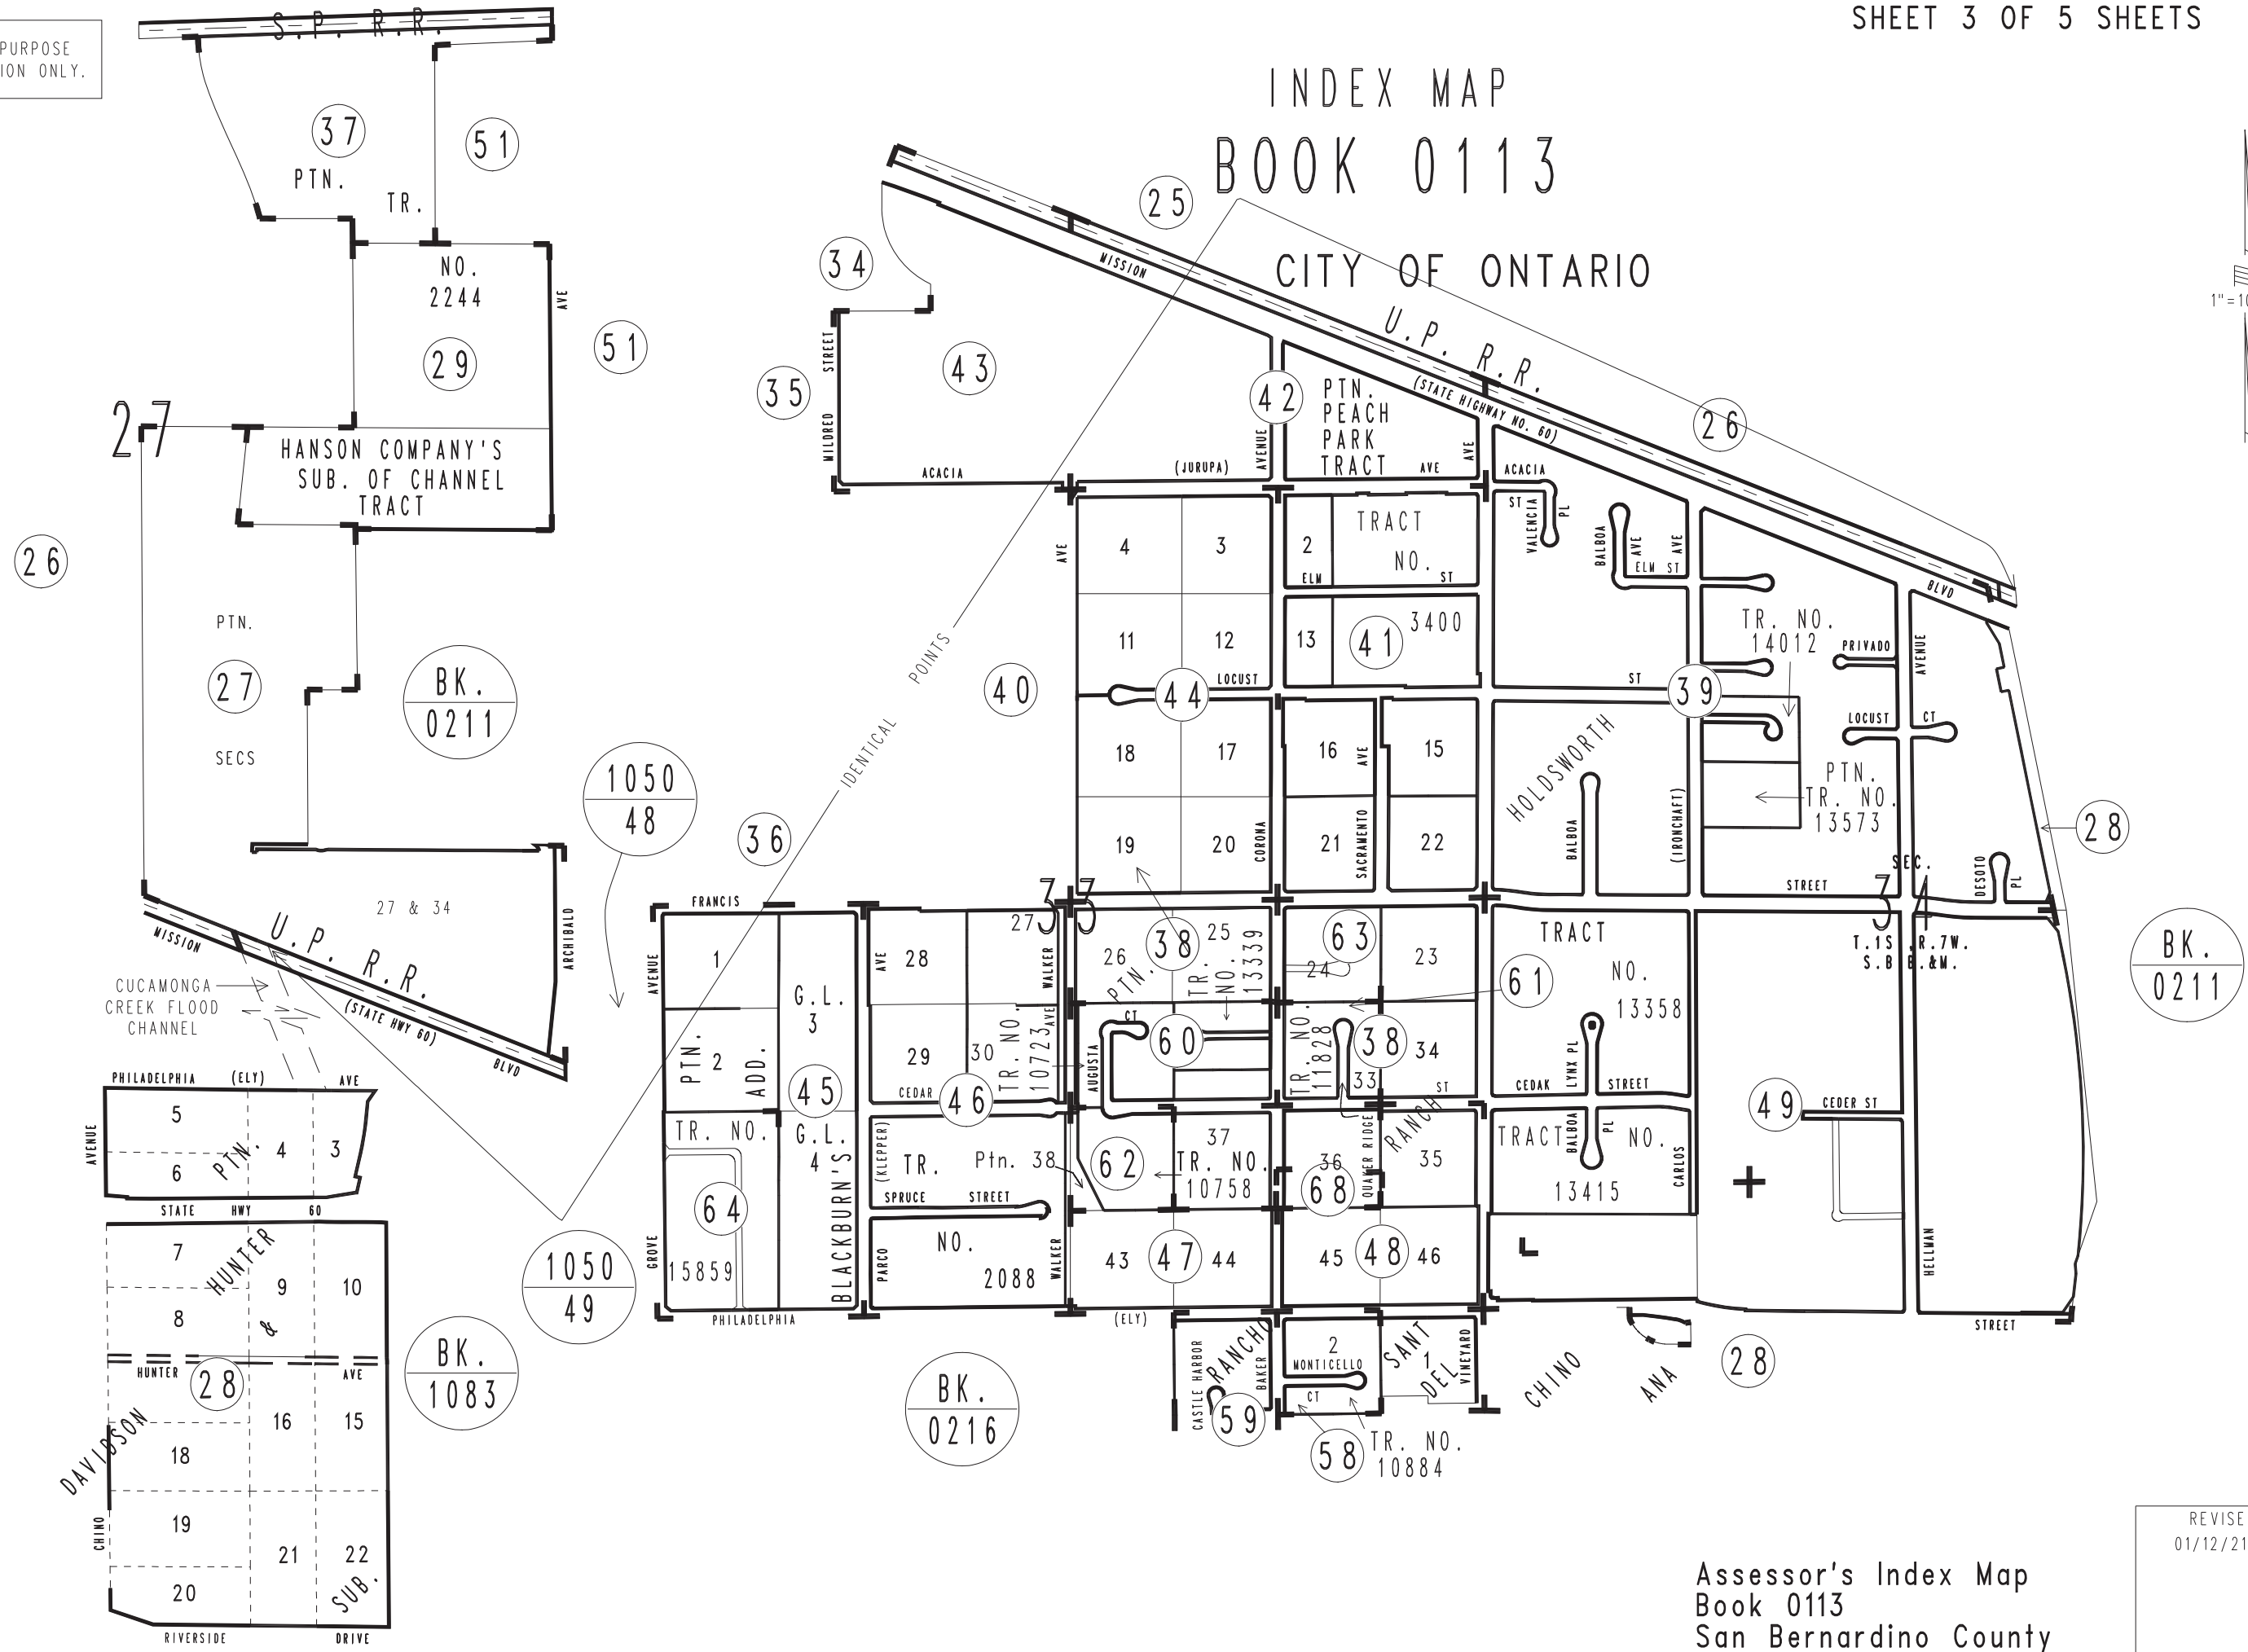 SHEET 3 OF 5 SHEETS
PURPOSE
ION ONLY.
S.P. R.R.
INDEX MAP
BOOK 0113
CITY OF ONTARIO
37
51
PTN.
TR.
NO.
2244
AVE
29
51
27
HANSON COMPANY'S
SUB. OF CHANNEL
TRACT
26
PTN.
27
SECS
BK.
0211
1050
48
36
27 & 34
ARCHIBALD
U.P. R.R.
MISSION
(STATE HWY 60)
BLVD
CUCAMONGA
CREEK FLOOD
CHANNEL
PHILADELPHIA (ELY) AVE
AVENUE
5
6
PTN.
4
3
STATE HWY 60
7
HUNTER
9
10
8
&
HUNTER AVE
28
BK.
1083
DAVIDSON
16
15
18
CHINO
19
21
22
SUB.
20
RIVERSIDE DRIVE
1050
49
BK.
0216
IDENTICAL POINTS
25
34
35
43
MILDRED STREET
ACACIA
(JURUPA)
AVE
MISSION
U.P. R.R.
(STATE HIGHWAY NO. 60)
BLVD
26
42
AVENUE
PTN.
PEACH
PARK
TRACT
AVE
AVE
ACACIA
ST
VALENCIA
PL
BALBOA
AVE
ELM ST
AVE
AVE
4
3
2
TRACT
NO.
ELM ST
11
12
13
41
3400
40
LOCUST
44
ST
39
TR. NO.
14012
PRIVADO
AVENUE
LOCUST CT
18
17
16
AVE
15
HOLDSWORTH
PTN.
TR. NO.
13573
28
19
20
CORONA
21
SACRAMENTO
22
BALBOA
(IRONCHAFT)
SEC.
34
STREET
DESOTO
PL
T.1S .R.7W.
S.B B.&M.
BK.
0211
FRANCIS
33
AVENUE
1
G.L.
3
AVE
28
27
WALKER
26
38
25
PTN.
TR.
NO.
13339
63
24
23
61
TRACT
NO.
13358
PTN.
2
ADD.
45
29
30
TR. NO.
10723
AVE
CEDAR
46
AUGUSTA
CT
60
TR. NO.
11828
38
34
33
ST
CEDAK
LYNX PL
STREET
49
CEDER ST
TR. NO.
G.L.
4
(KLEPPER)
TR.
Ptn. 38
62
37
TR. NO.
10758
36
68
QUAKER RIDGE
RANCH
35
TRACT NO.
BALBOA
PL
CARLOS
13415
64
BLACKBURN'S
SPRUCE STREET
GROVE
15859
PARCO
NO.
2088
WALKER
43
47
44
45
48
46
HELLMAN
PHILADELPHIA
(ELY)
STREET
CASTLE HARBOR
RANCHO
BAKER
59
2
MONTICELLO
CT
SANT
1
DEL
VINEYARD
CHINO
ANA
28
58
TR. NO.
10884
1"=10
REVISE
01/12/21
Assessor's Index Map
Book 0113
San Bernardino County